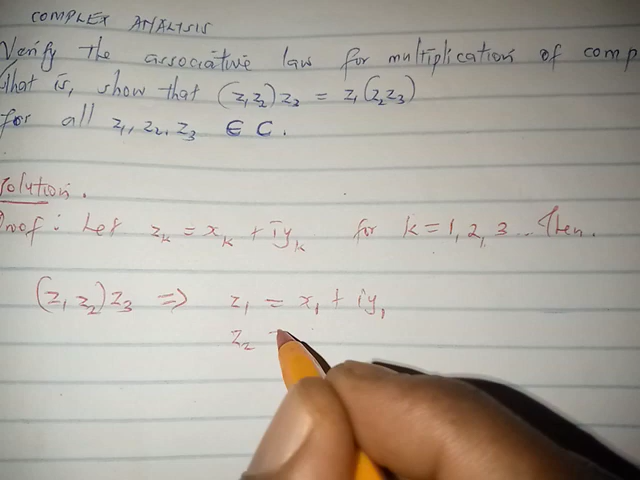 COMPLEX ANALYSIS
Verify the associative law for multiplication of comp
That is, show that (z₁z₂)z₃ = z₁(z₂z₃)
for all z₁, z₂, z₃ ∈ C.
Solution.
Proof: Let zₖ = xₖ + iyₖ for k = 1, 2, 3... Then.
(z₁ z₂)z₃ ⇒ z₁ = x₁ + iy₁
z₂ =